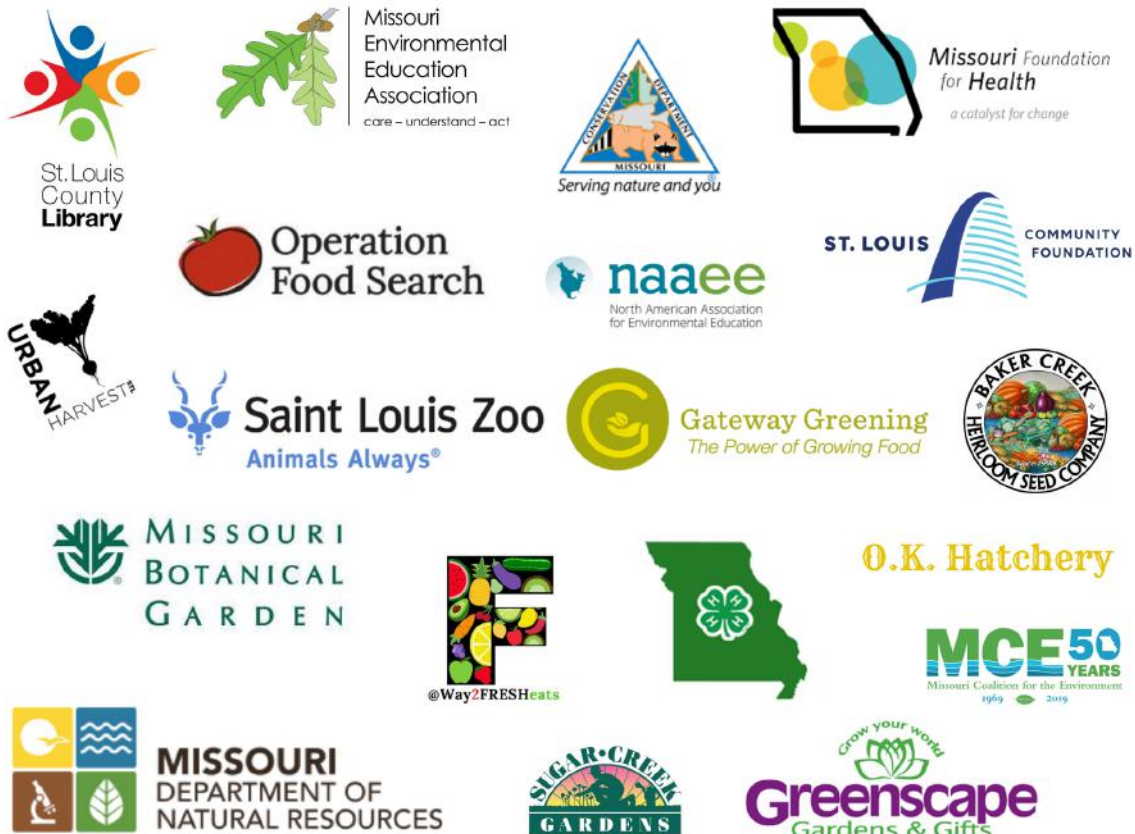 St.Louis
County
Library
Missouri
Environmental
Education
Association
care – understand – act
CONSERVATION
DEPARTMENT
MISSOURI
Serving nature and you
Missouri Foundation
for Health
a catalyst for change
Operation
Food Search
naaee
North American Association
for Environmental Education
ST. LOUIS
COMMUNITY
FOUNDATION
URBAN
HARVEST STL
Saint Louis Zoo
Animals Always®
G
Gateway Greening
The Power of Growing Food
BAKER CREEK
HEIRLOOM SEED COMPANY
MISSOURI
BOTANICAL
GARDEN
®
F
@Way2FRESHeats
H H
H H
O.K. Hatchery
MCE 50
YEARS
Missouri Coalition for the Environment
1969 2019
MISSOURI
DEPARTMENT OF
NATURAL RESOURCES
SUGAR•CREEK
GARDENS
Grow your world
Greenscape
Gardens & Gifts